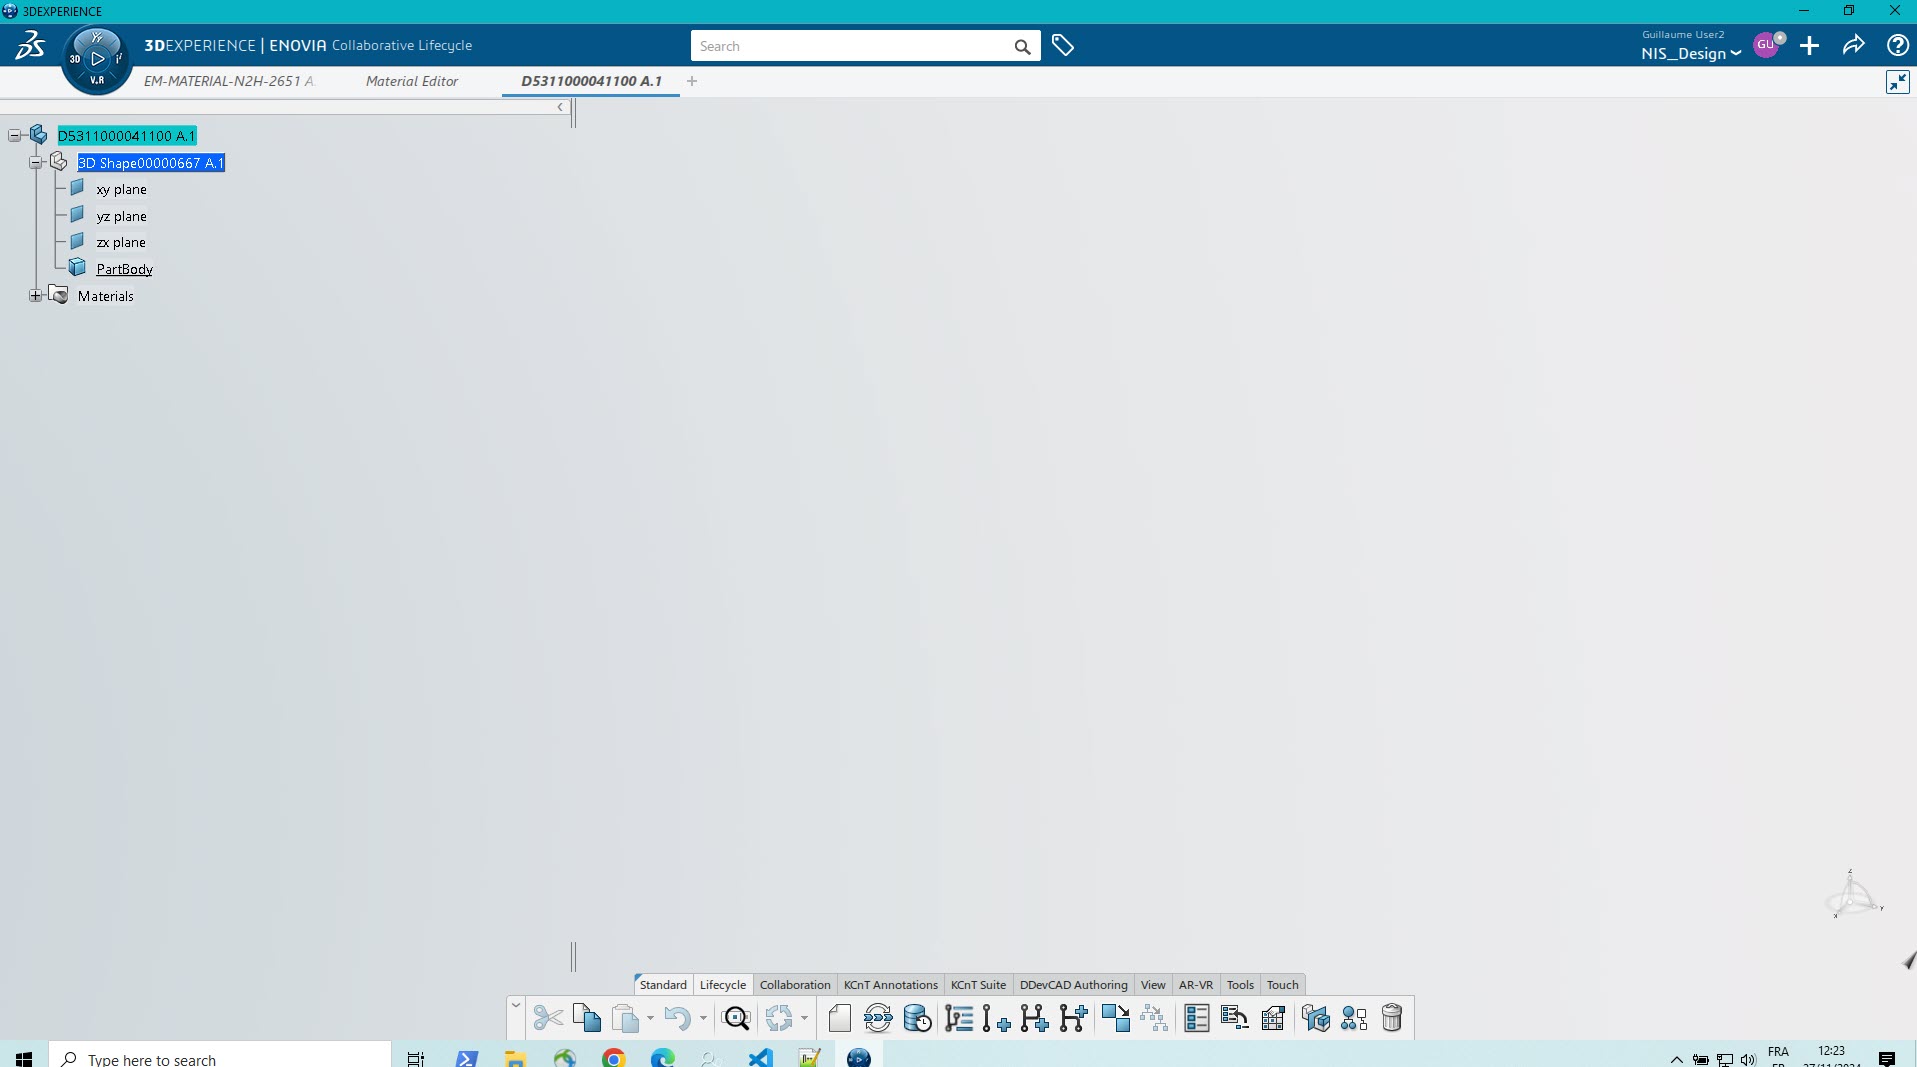 3DEXPERIENCE
3DEXPERIENCE | ENOVIA Collaborative Lifecycle
Search
Guillaume User2
NIS_Design
GU
3D
V.R
EM-MATERIAL-N2H-2651 A.
Material Editor
D5311000041100 A.1
D5311000041100 A.1
3D Shape00000667 A.1
xy plane
yz plane
zx plane
PartBody
Materials
z
x
y
Standard
Lifecycle
Collaboration
KCnT Annotations
KCnT Suite
DDevCAD Authoring
View
AR-VR
Tools
Touch
Type here to search
FRA
12:23